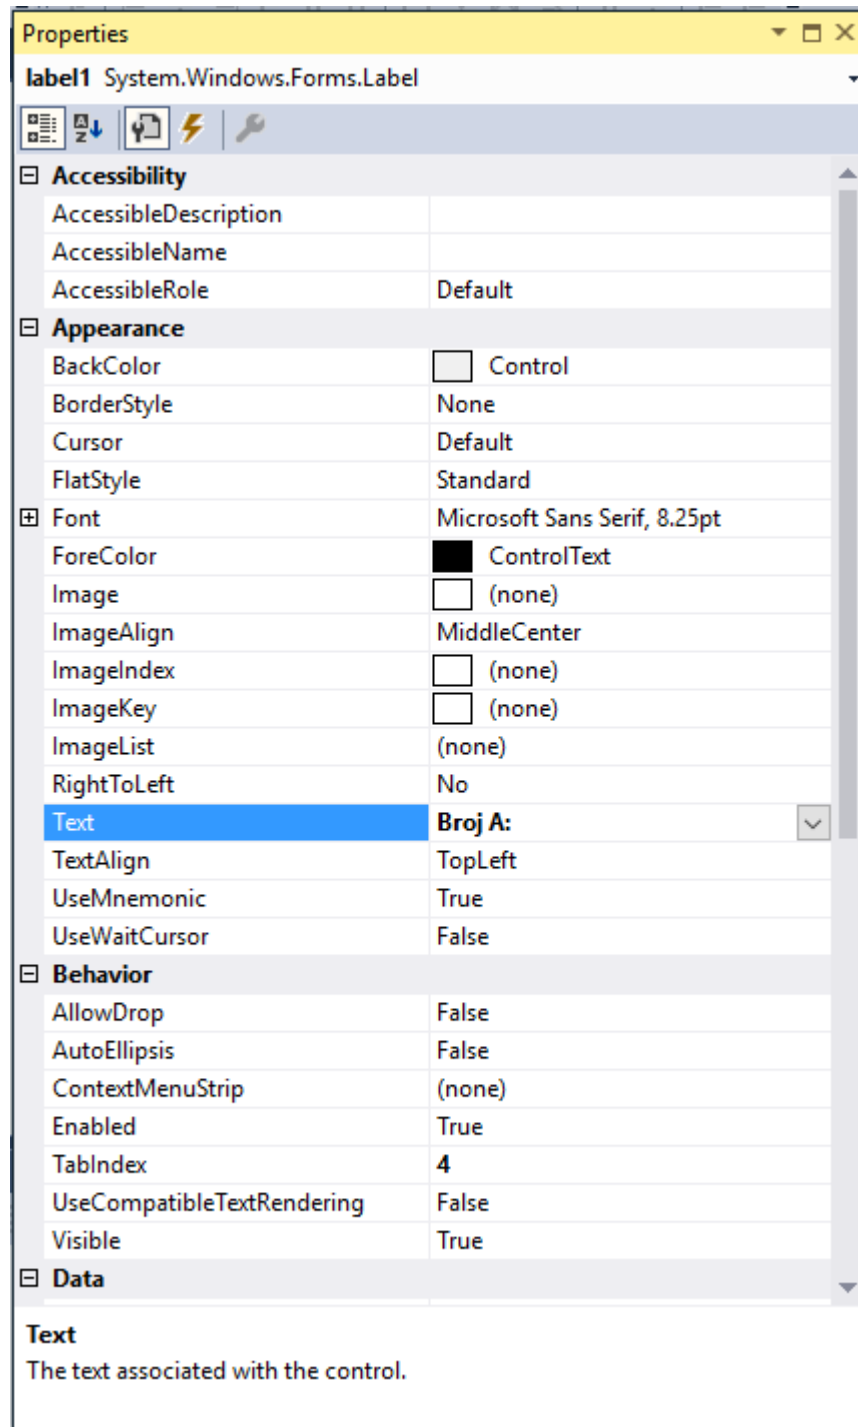 Properties
label1 System.Windows.Forms.Label
Accessibility
AccessibleDescription
AccessibleName
AccessibleRole Default
Appearance
BackColor Control
BorderStyle None
Cursor Default
FlatStyle Standard
Font Microsoft Sans Serif, 8.25pt
ForeColor ControlText
Image (none)
ImageAlign MiddleCenter
ImageIndex (none)
ImageKey (none)
ImageList (none)
RightToLeft No
Text Broj A:
TextAlign TopLeft
UseMnemonic True
UseWaitCursor False
Behavior
AllowDrop False
AutoEllipsis False
ContextMenuStrip (none)
Enabled True
TabIndex 4
UseCompatibleTextRendering False
Visible True
Data
Text
The text associated with the control.